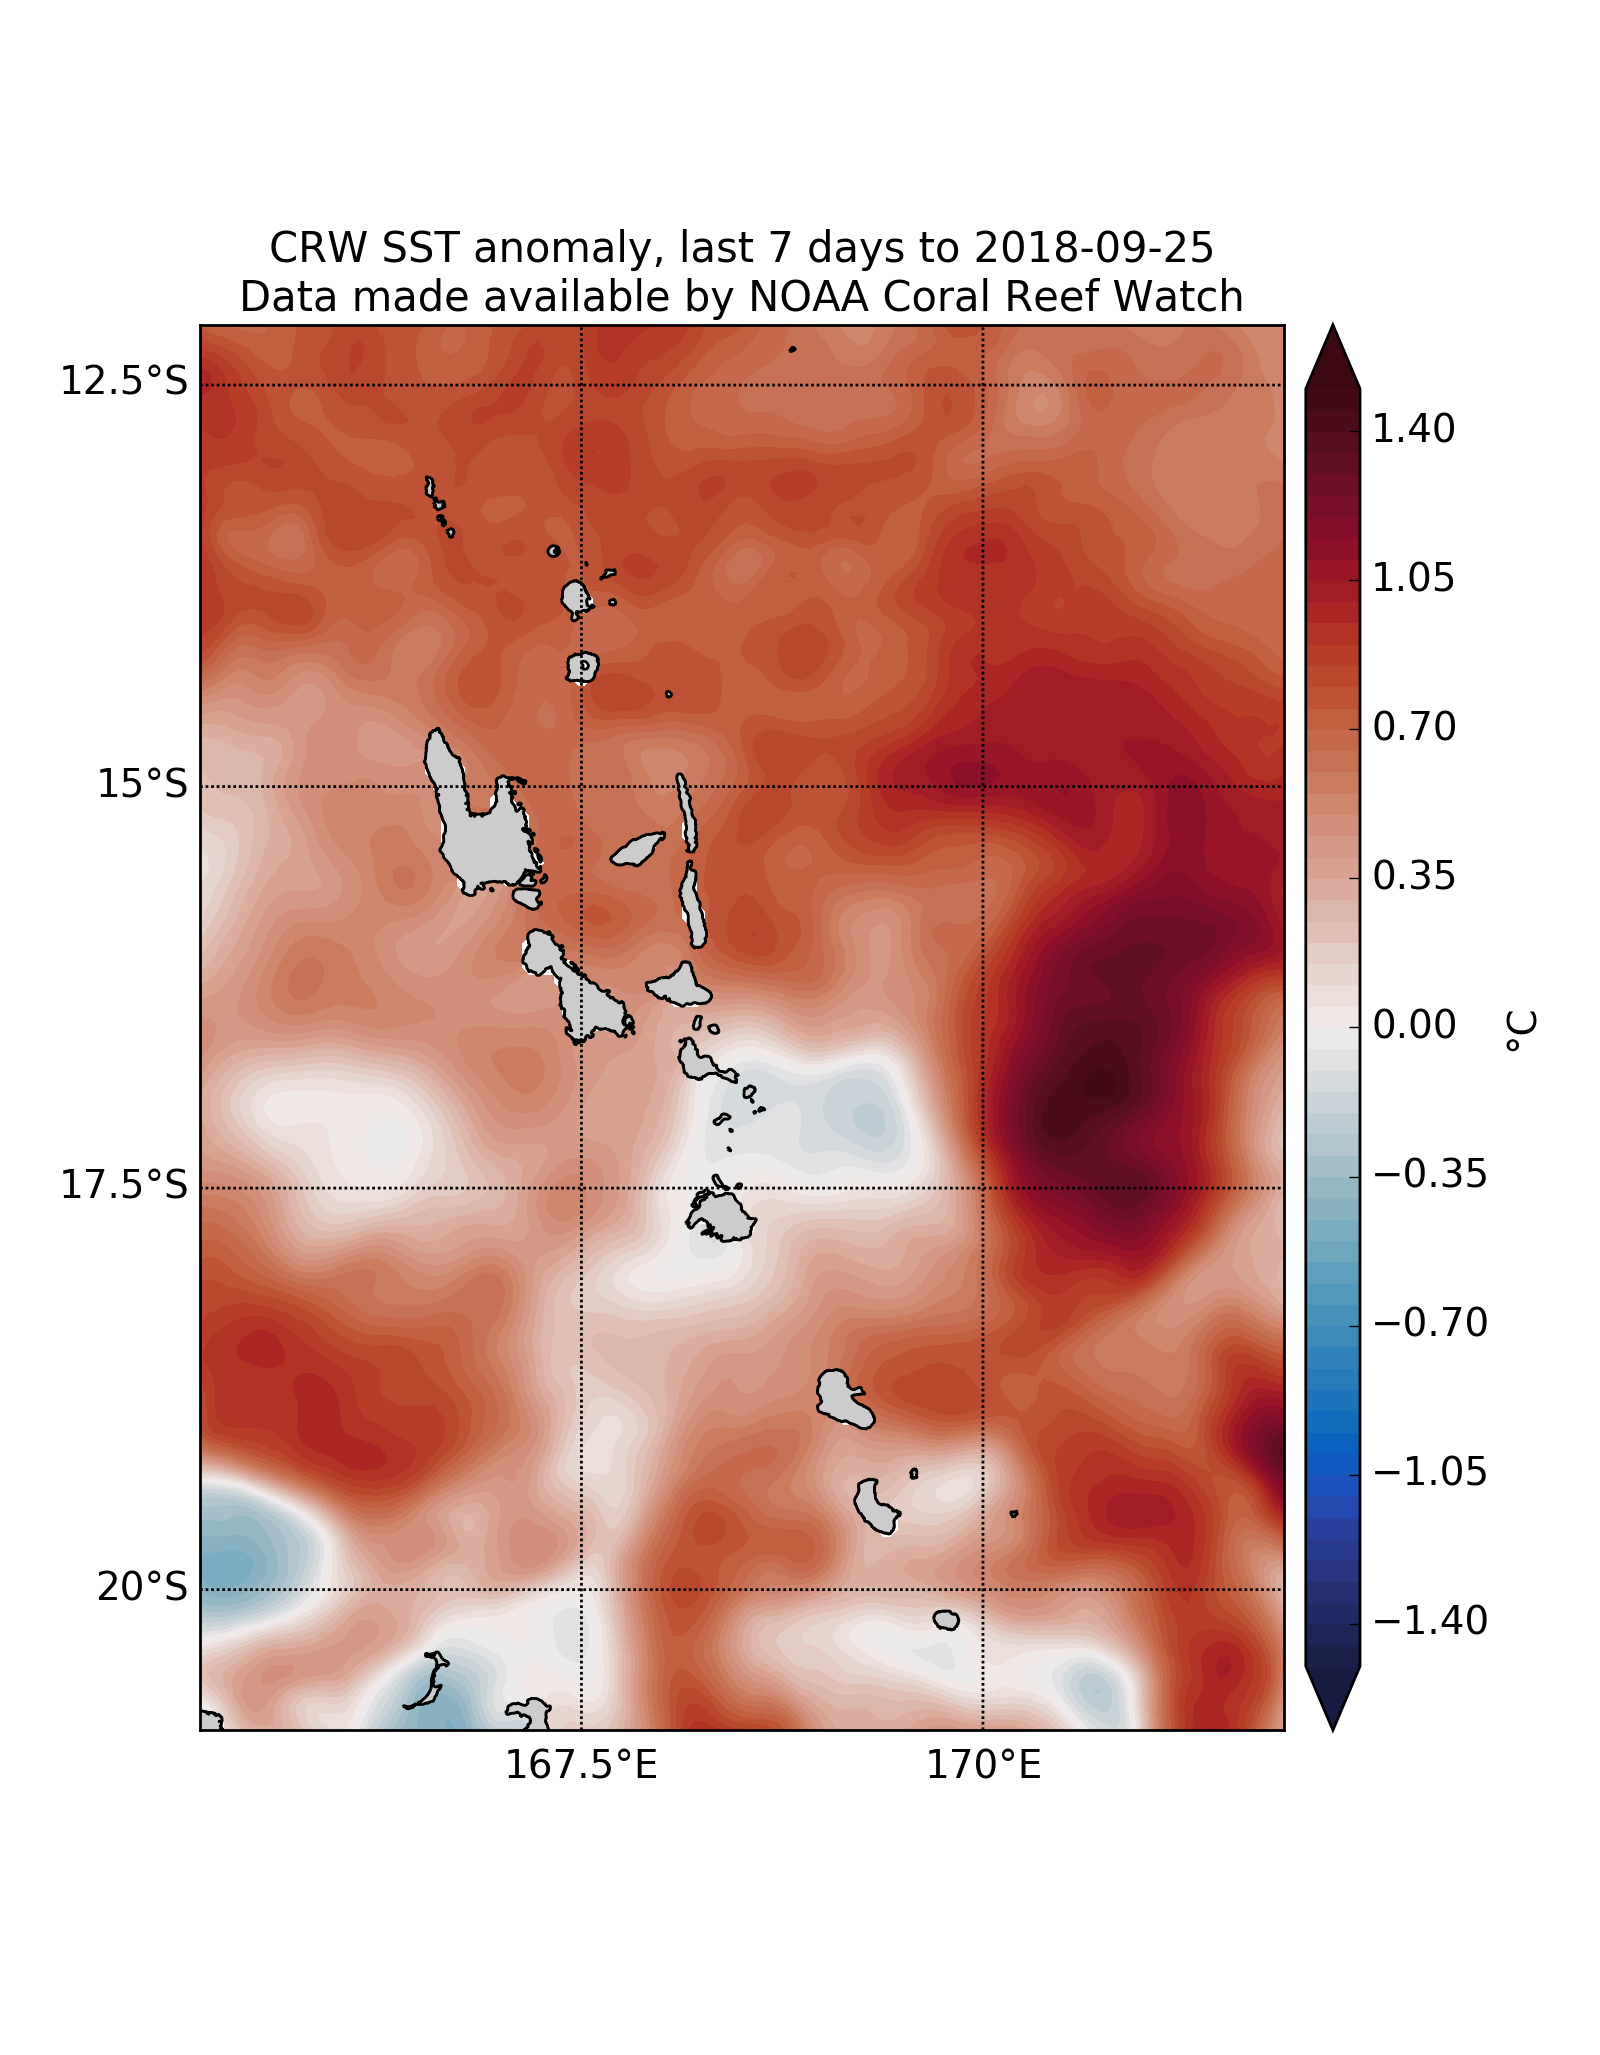 CRW SST anomaly, last 7 days to 2018-09-25
Data made available by NOAA Coral Reef Watch
12.5°S
15°S
17.5°S
20°S
167.5°E
170°E
1.40
1.05
0.70
0.35
0.00
−0.35
−0.70
−1.05
−1.40
°C